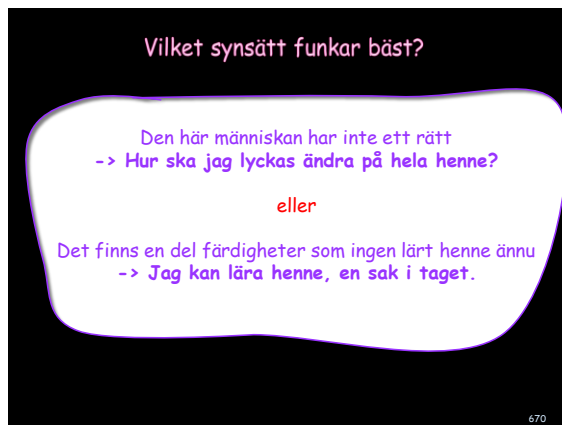 Vilket synsätt funkar bäst?
Den här människan har inte ett rätt
-> Hur ska jag lyckas ändra på hela henne?
eller
Det finns en del färdigheter som ingen lärt henne ännu
-> Jag kan lära henne, en sak i taget.
670